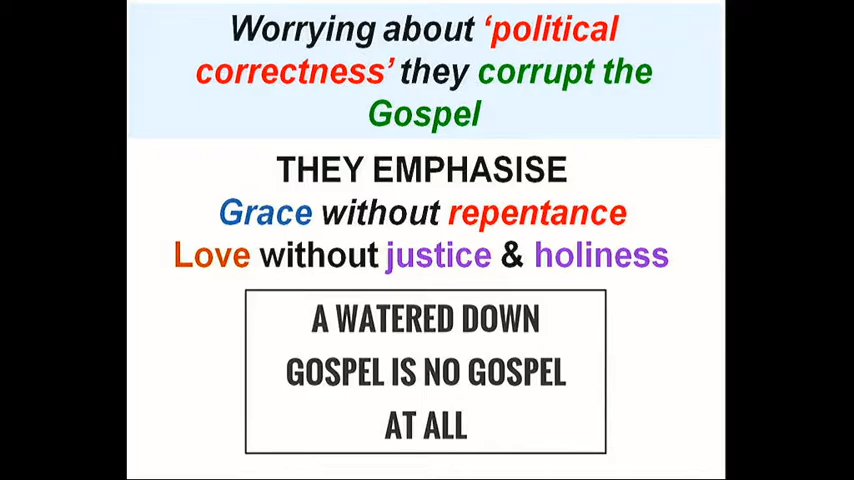 Worrying about ‘political
correctness’ they corrupt the
Gospel
THEY EMPHASISE
Grace without repentance
Love without justice & holiness
A WATERED DOWN
GOSPEL IS NO GOSPEL
AT ALL